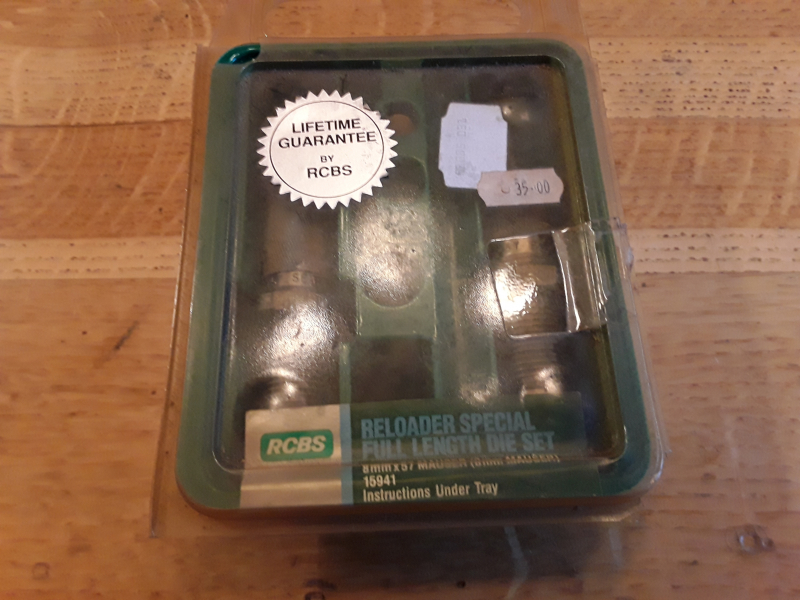 LIFETIME
GUARANTEE
BY
RCBS
35.00
RCBS
RELOADER SPECIAL
FULL LENGTH DIE SET
8mm x 57 MAUSER (8mm MAUSER)
15941
Instructions Under Tray